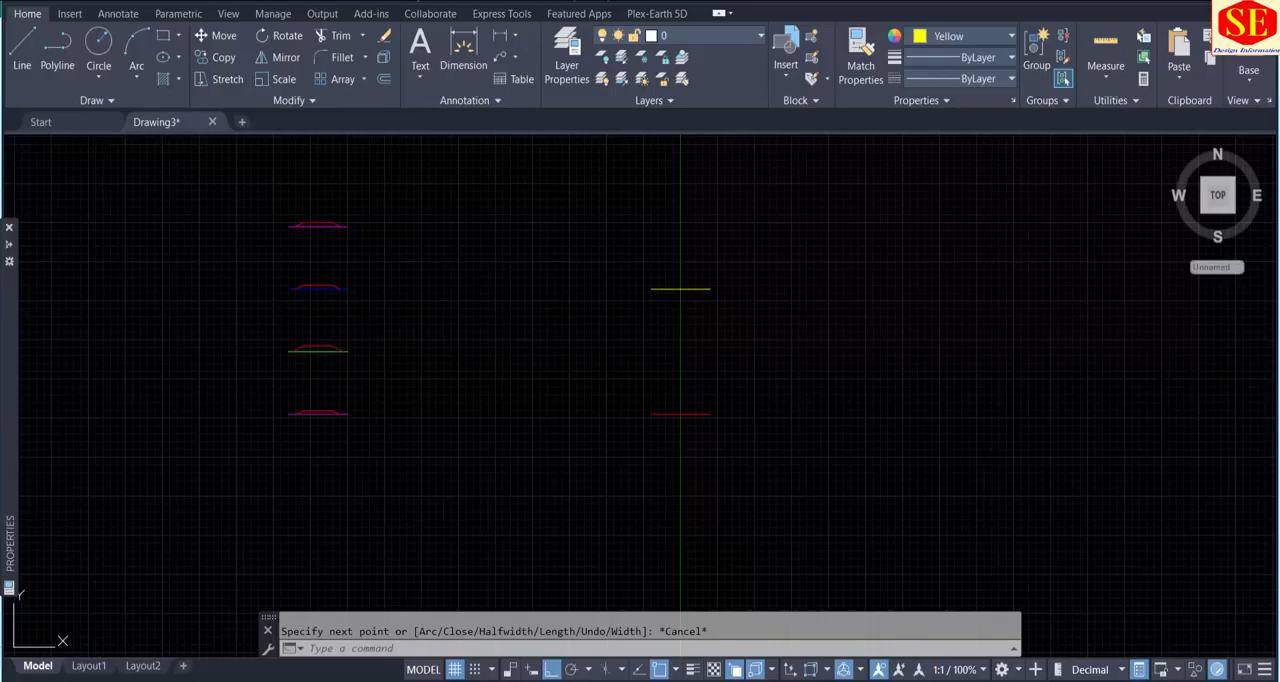 Home Insert Annotate Parametric View Manage Output Add-ins Collaborate Express Tools Featured Apps Plex-Earth 5D
SE
Design Informatic
Line Polyline Circle Arc
Move Rotate Trim
Copy Mirror Fillet
Stretch Scale Array
Text Dimension Table
Layer Properties
0
Insert
Match Properties
Yellow
ByLayer
ByLayer
Group Measure Paste Base
Draw Modify Annotation Layers Block Properties Groups Utilities Clipboard View
Start Drawing3*
N
W TOP E
S
Unnamed
PROPERTIES
Y
X
Specify next point or [Arc/Close/Halfwidth/Length/Undo/Width]: *Cancel*
Type a command
Model Layout1 Layout2
MODEL 1:1 / 100% Decimal